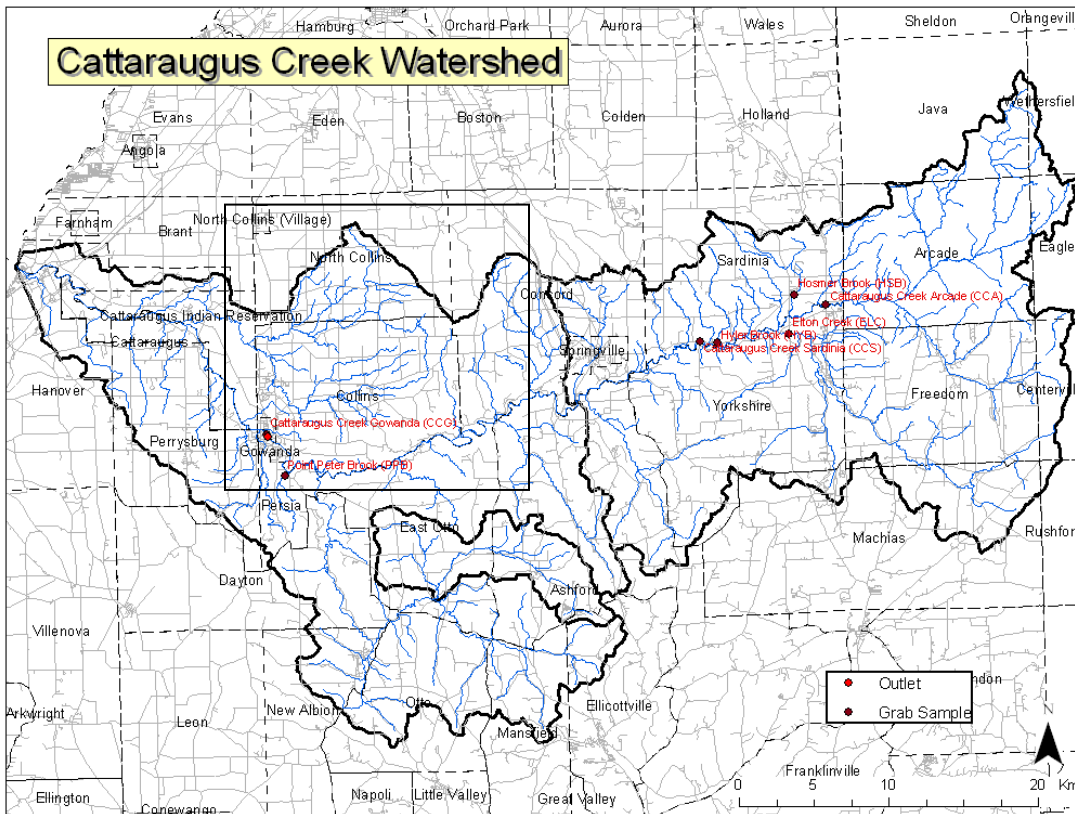 Hamburg
Orchard Park
Aurora
Wales
Sheldon
Orangevill
Cattaraugus Creek Watershed
Evans
Eden
Boston
Colden
Holland
Java
Wethersfiel
Angola
North Collins (Village)
Farnham
Brant
North Collins
Sardinia
Arcade
Eagle
Concord
Hosmer Brook (HSB)
Cattaraugus Creek Arcade (CCA)
Cattaraugus Indian Reservation
Elton Creek (ELC)
Cattaraugus
Springville
Hyler Brook (HYB)
Cattaraugus Creek Sardinia (CCS)
Hanover
Collins
Yorkshire
Freedom
Centervill
Cattaraugus Creek Gowanda (CCG)
Perrysburg
Gowanda
Point Peter Brook (PPB)
Persia
East Otto
Machias
Rushfor
Dayton
Ashford
Villenova
Outlet
ndon
Arkwright
Leon
New Albion
Otto
Ellicottville
Grab Sample
Mansfield
Franklinville
0 5 10 20 Km
Ellington
Conewango
Napoli
Little Valley
Great Valley